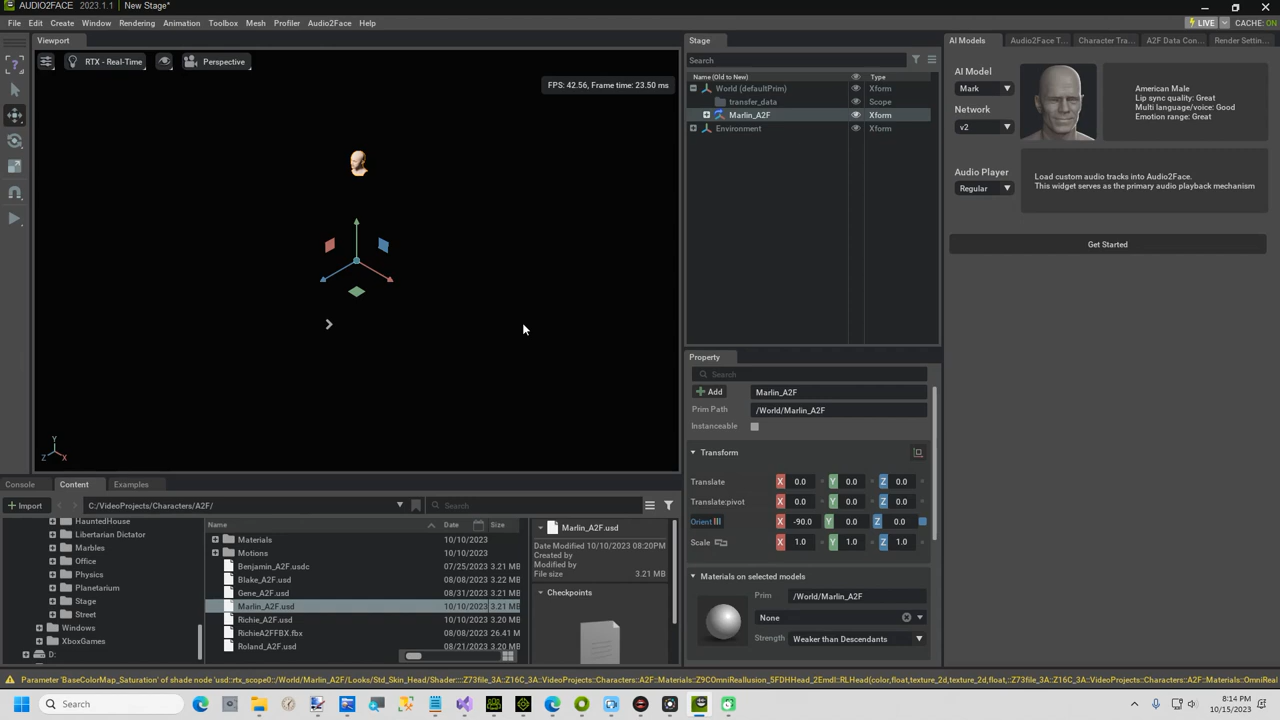 AUDIO2FACE 2023.1.1 New Stage*
File Edit Create Window Rendering Animation Toolbox Mesh Profiler Audio2Face Help LIVE CACHE: ON
Viewport
RTX - Real-Time Perspective
FPS: 42.56, Frame time: 23.50 ms
Y
Z X
Stage
Search
Name (Old to New) Type
World (defaultPrim) Xform
transfer_data Scope
Marlin_A2F Xform
Environment Xform
Property
Search
Add Marlin_A2F
Prim Path /World/Marlin_A2F
Instanceable
Transform
Translate X 0.0 Y 0.0 Z 0.0
Translate:pivot X 0.0 Y 0.0 Z 0.0
Orient X -90.0 Y 0.0 Z 0.0
Scale X 1.0 Y 1.0 Z 1.0
Materials on selected models
Prim /World/Marlin_A2F
None
Strength Weaker than Descendants
AI Models Audio2Face T... Character Tra... A2F Data Con... Render Settin...
AI Model
Mark
Network
v2
American Male
Lip sync quality: Great
Multi language/voice: Good
Emotion range: Great
Audio Player
Regular
Load custom audio tracks into Audio2Face.
This widget serves as the primary audio playback mechanism
Get Started
Console Content Examples
Import C:/VideoProjects/Characters/A2F/ Search
HauntedHouse
Libertarian Dictator
Marbles
Office
Physics
Planetarium
Stage
Street
Windows
XboxGames
D:
Name Date Size
Materials 10/10/2023
Motions 10/10/2023
Benjamin_A2F.usdc 07/25/2023 3.21 MB
Blake_A2F.usd 08/08/2023 3.22 MB
Gene_A2F.usd 08/31/2023 3.21 MB
Marlin_A2F.usd 10/10/2023 3.21 MB
Richie_A2F.usd 10/10/2023 3.20 MB
RichieA2FFBX.fbx 08/08/2023 26.41 M
Roland_A2F.usd 08/21/2023 3.20 MB
Marlin_A2F.usd
Date Modified 10/10/2023 08:20PM
Created by
Modified by
File size 3.21 MB
Checkpoints
Search
8:14 PM
10/15/2023